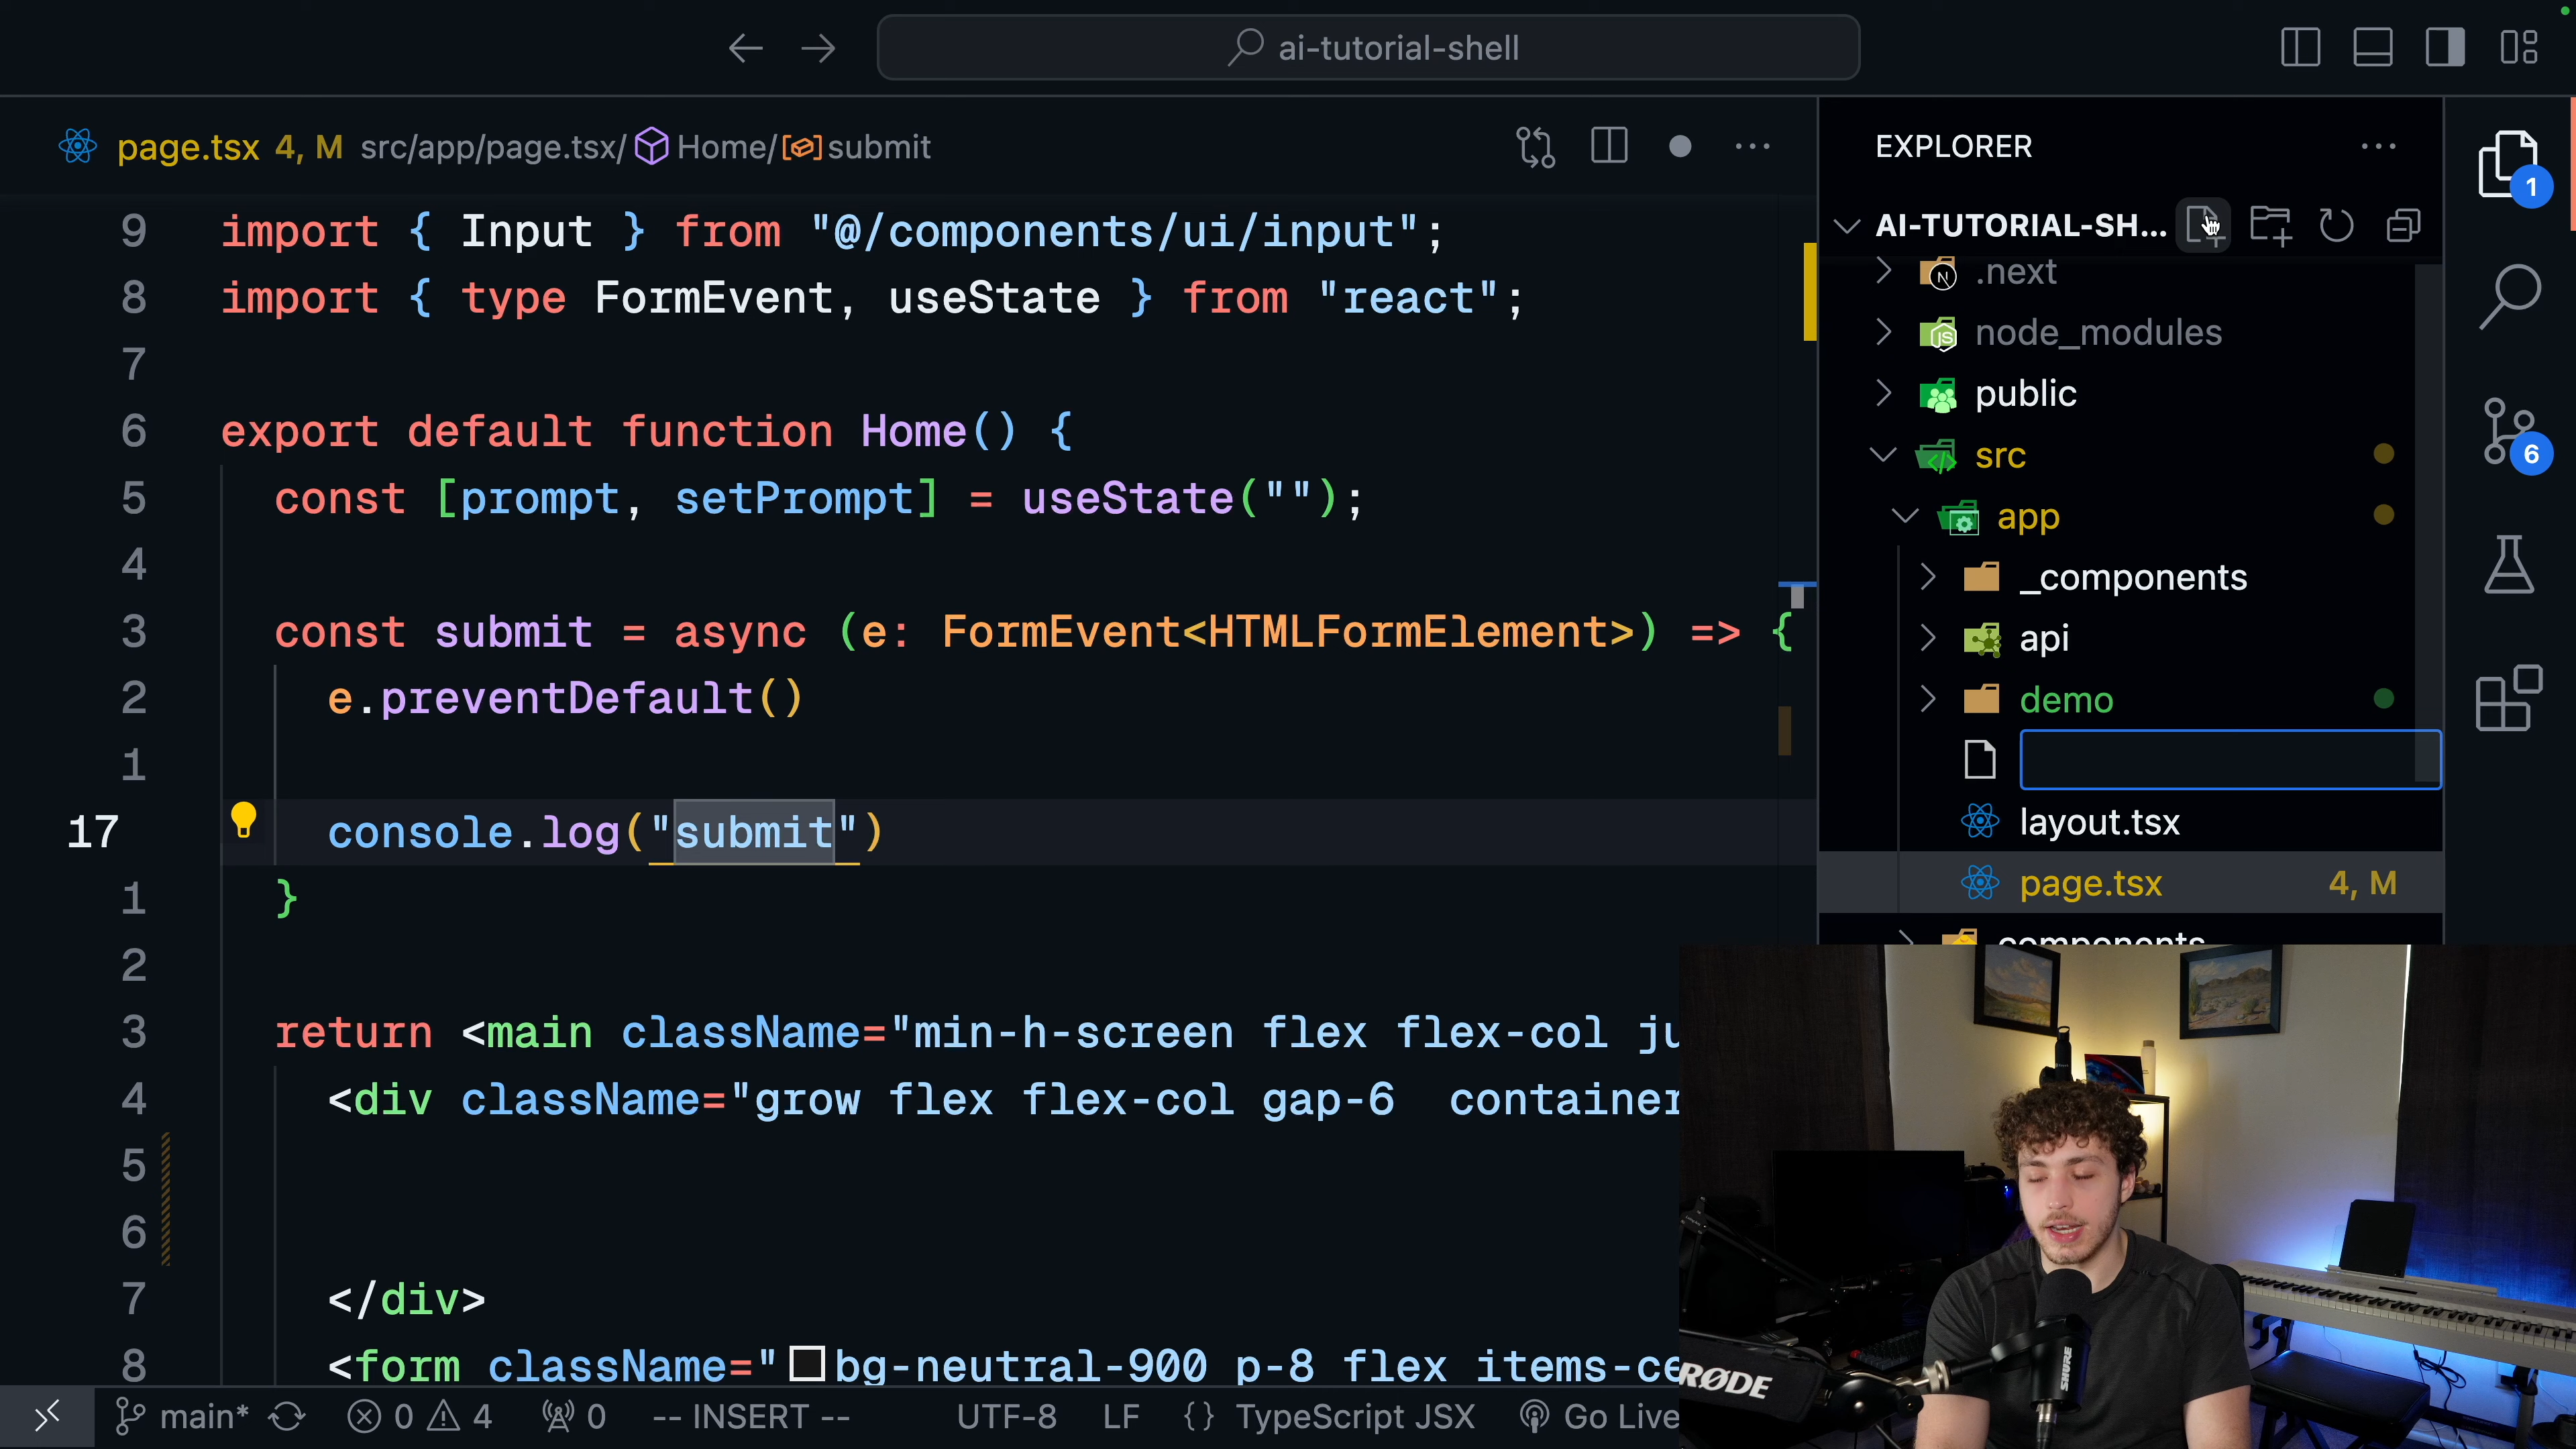 ai-tutorial-shell
page.tsx 4, M src/app/page.tsx/ Home/ submit
9 import { Input } from "@/components/ui/input";
8 import { type FormEvent, useState } from "react";
7
6 export default function Home() {
5 const [prompt, setPrompt] = useState("");
4
3 const submit = async (e: FormEvent<HTMLFormElement>) => {
2 e.preventDefault()
1
17 console.log("submit")
1 }
2
3 return <main className="min-h-screen flex flex-col ju
4 <div className="grow flex flex-col gap-6 container
5
6
7 </div>
8 <form className="bg-neutral-900 p-8 flex items-ce
main* 0 4 0 -- INSERT -- UTF-8 LF {} TypeScript JSX Go Live
EXPLORER
AI-TUTORIAL-SH...
.next
node_modules
public
src
app
_components
api
demo
layout.tsx
page.tsx 4, M
components
1
6
RØDE
SHURE